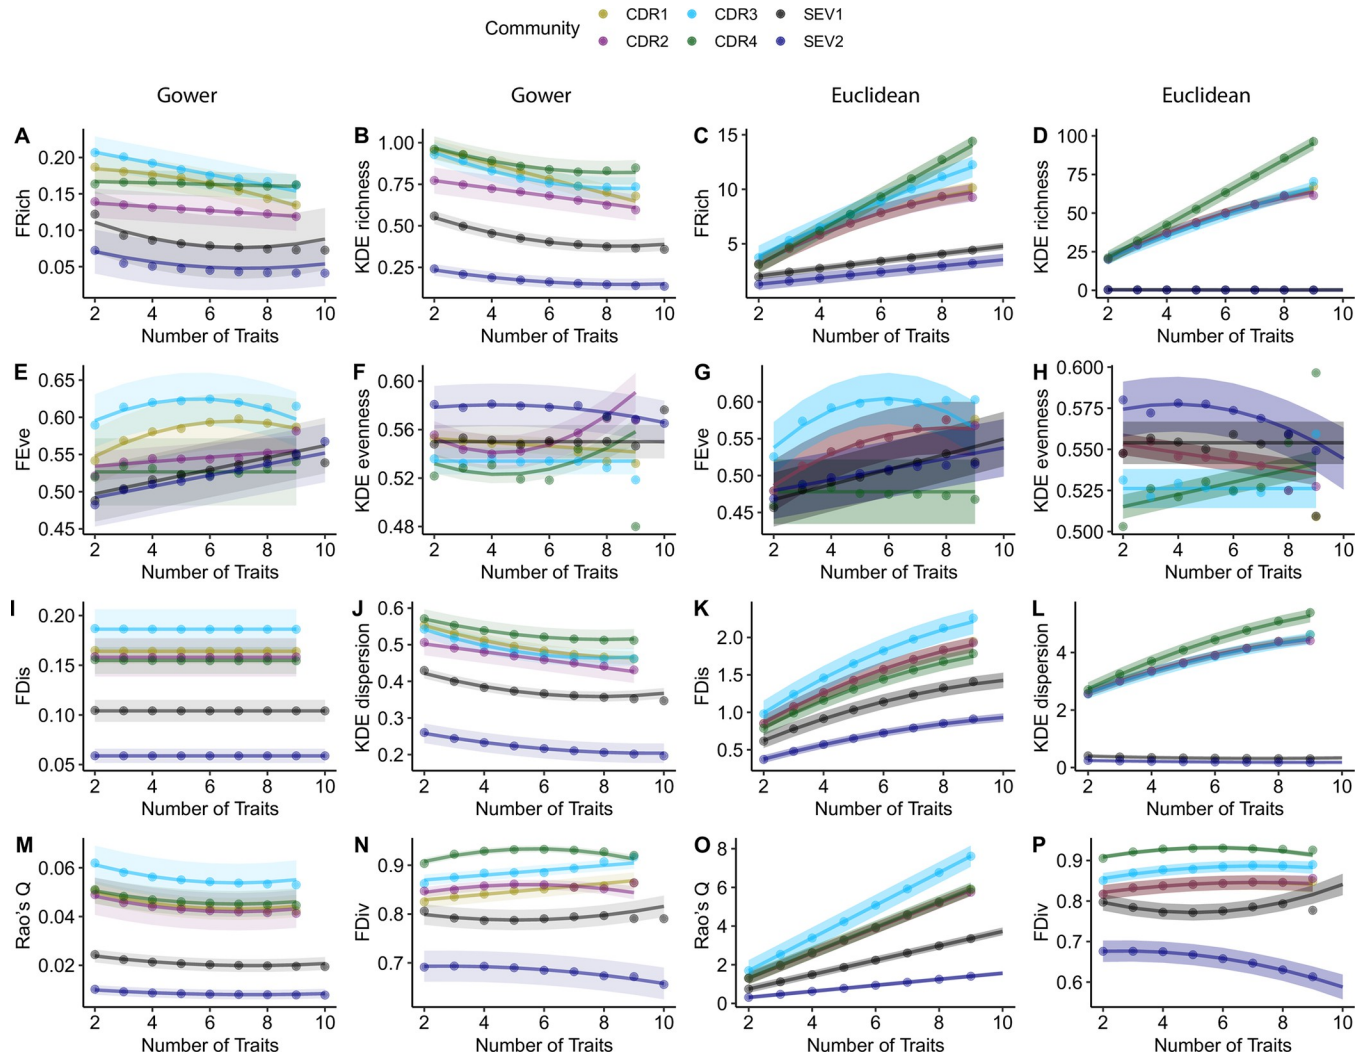 Community CDR1 CDR3 SEV1
CDR2 CDR4 SEV2
Gower Gower Euclidean Euclidean
A B C D
FRich 0.20 0.15 0.10 0.05
KDE richness 1.00 0.75 0.50 0.25
FRich 15 10 5
KDE richness 100 75 50 25 0
2 4 6 8 10 2 4 6 8 10 2 4 6 8 10 2 4 6 8 10
Number of Traits Number of Traits Number of Traits Number of Traits
E F G H
FEve 0.65 0.60 0.55 0.50 0.45
KDE evenness 0.60 0.56 0.52 0.48
FEve 0.60 0.55 0.50 0.45
KDE evenness 0.600 0.575 0.550 0.525 0.500
2 4 6 8 10 2 4 6 8 10 2 4 6 8 10 2 4 6 8 10
Number of Traits Number of Traits Number of Traits Number of Traits
I J K L
FDis 0.20 0.15 0.10 0.05
KDE dispersion 0.6 0.5 0.4 0.3 0.2
FDis 2.0 1.5 1.0 0.5
KDE dispersion 4 2 0
2 4 6 8 10 2 4 6 8 10 2 4 6 8 10 2 4 6 8 10
Number of Traits Number of Traits Number of Traits Number of Traits
M N O P
Rao's Q 0.06 0.04 0.02
FDiv 0.9 0.8 0.7
Rao's Q 8 6 4 2 0
FDiv 0.9 0.8 0.7 0.6
2 4 6 8 10 2 4 6 8 10 2 4 6 8 10 2 4 6 8 10
Number of Traits Number of Traits Number of Traits Number of Traits